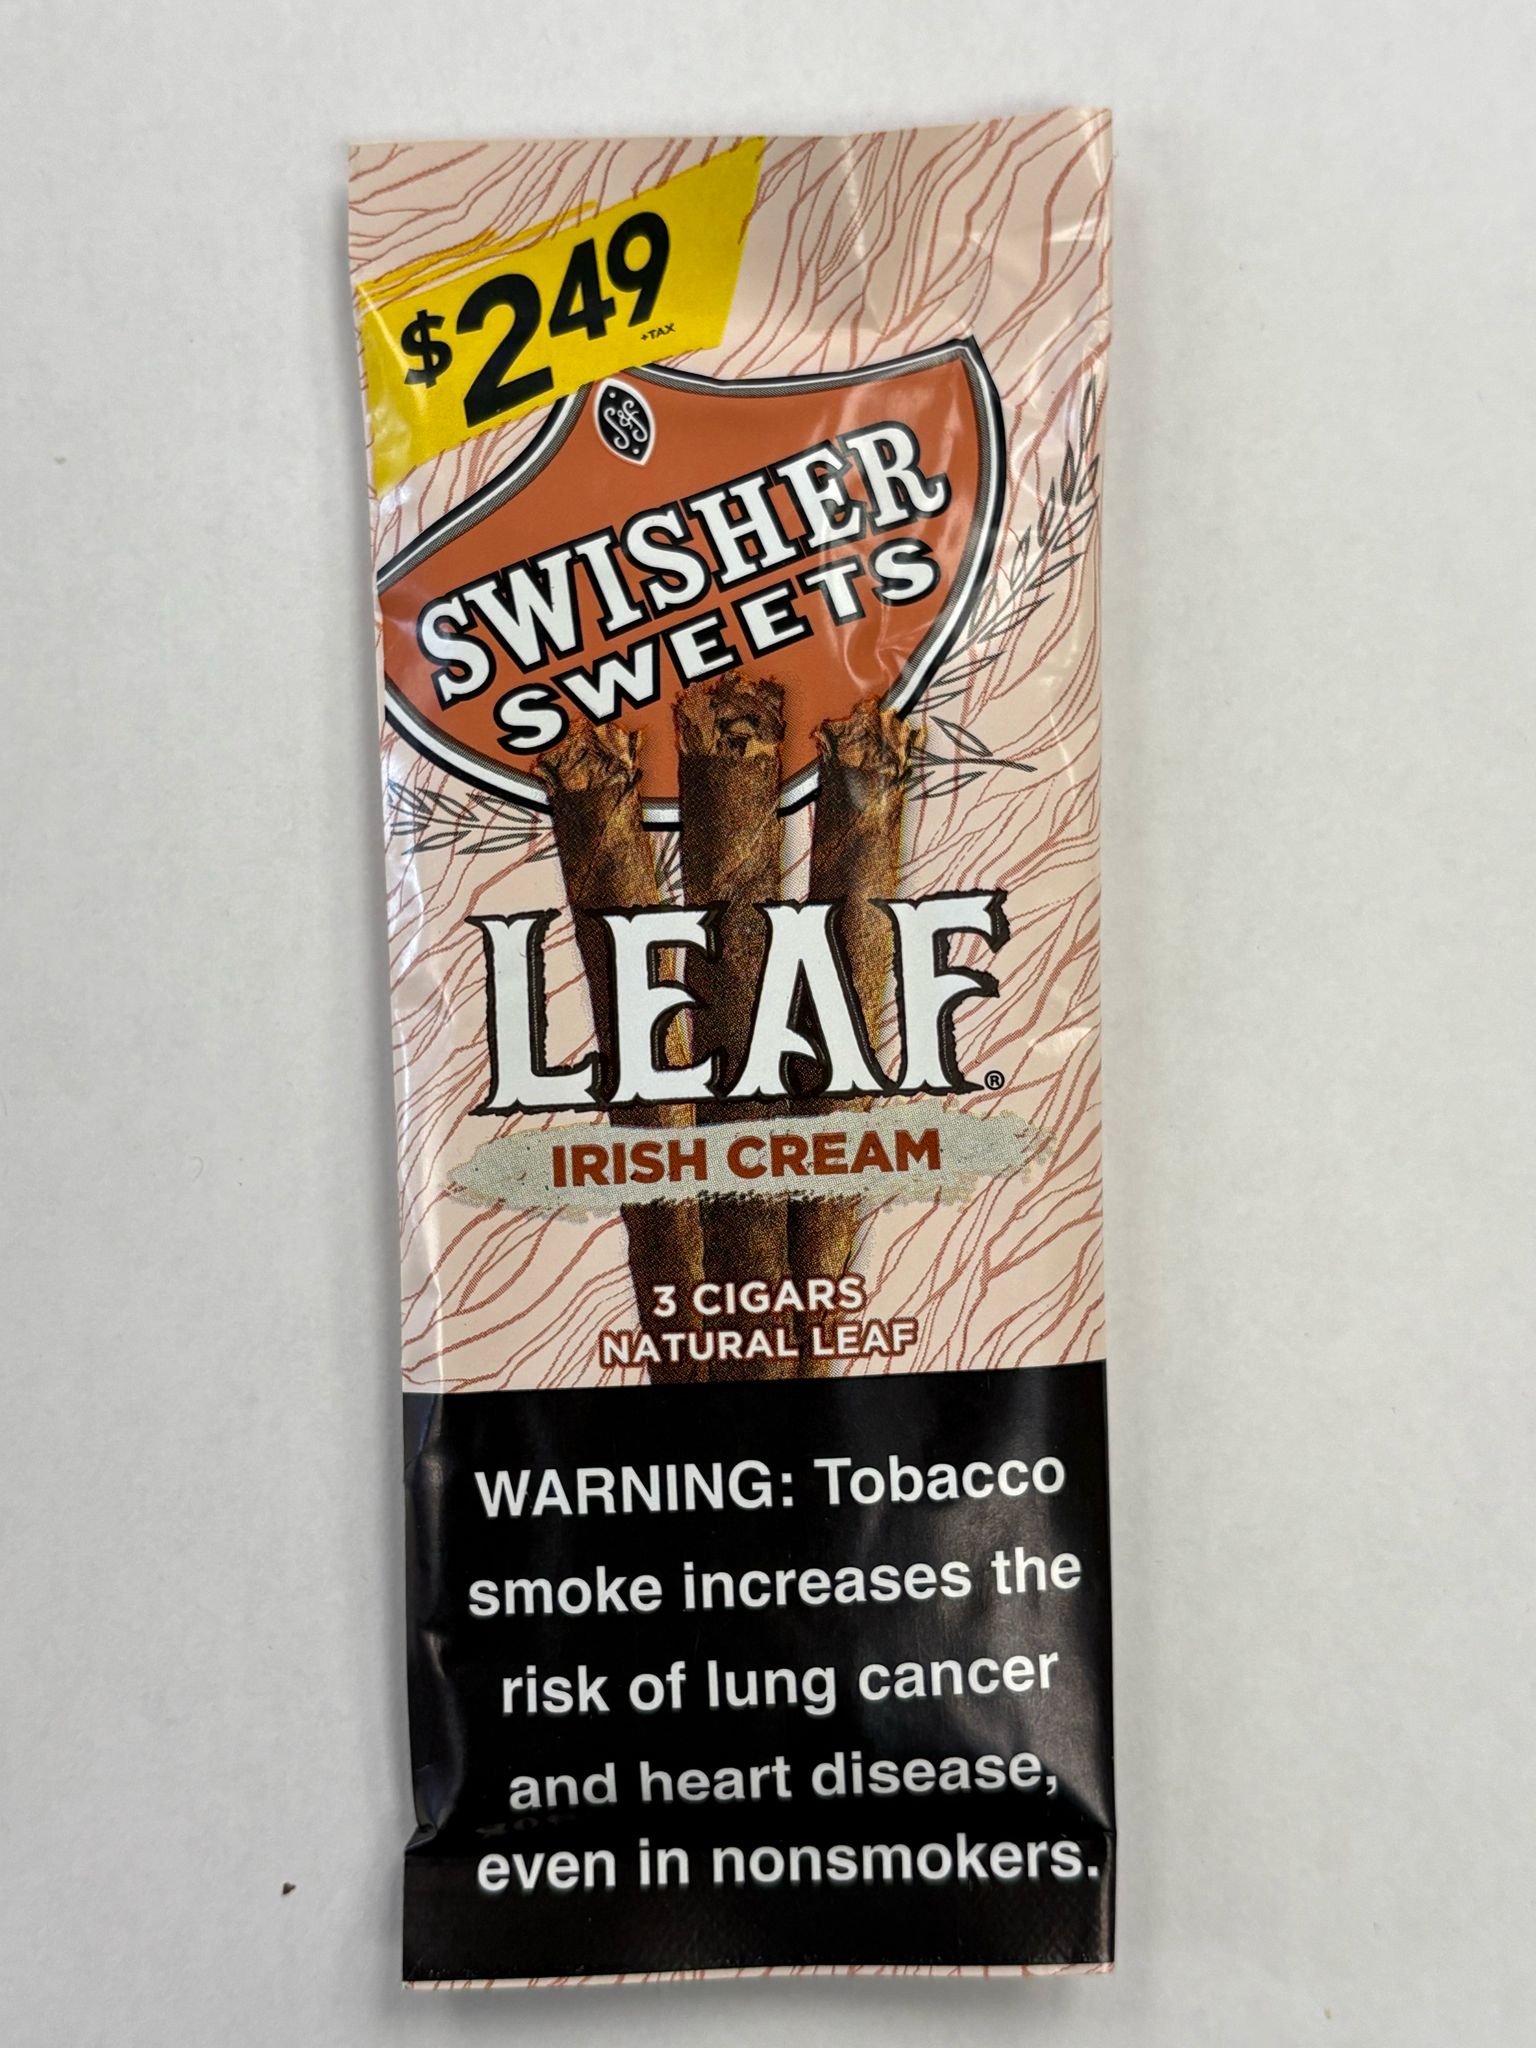 $2.49
+TAX
S&S
SWISHER
SWEETS
LEAF®
IRISH CREAM
3 CIGARS
NATURAL LEAF
WARNING: Tobacco
smoke increases the
risk of lung cancer
and heart disease,
even in nonsmokers.